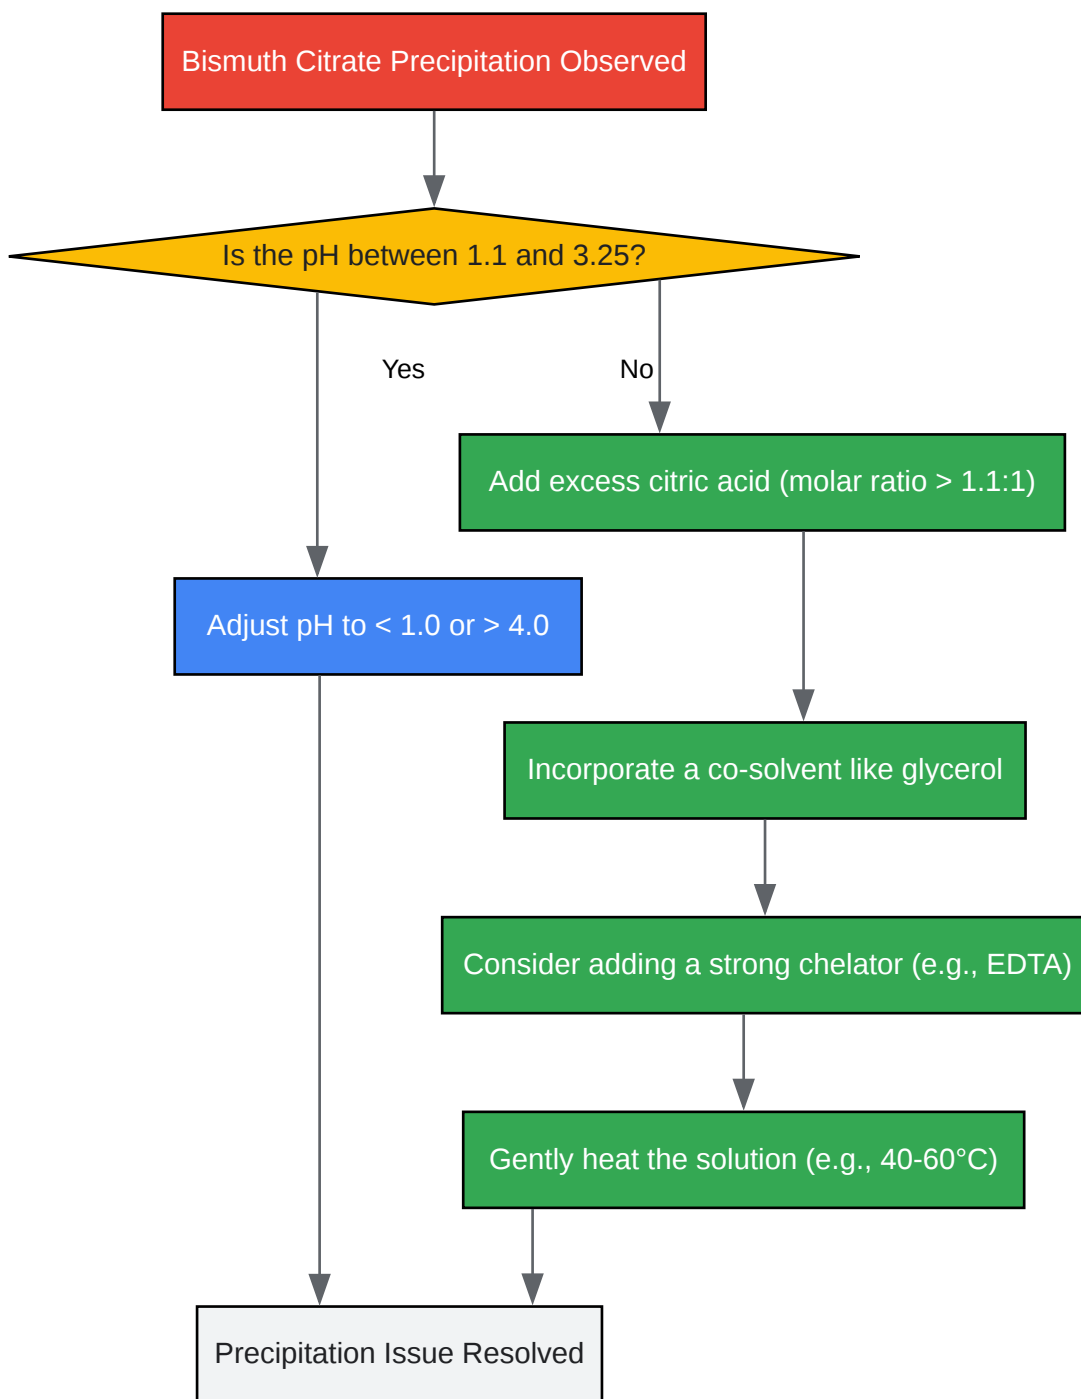 Bismuth Citrate Precipitation Observed
Is the pH between 1.1 and 3.25?
Yes
No
Add excess citric acid (molar ratio > 1.1:1)
Adjust pH to < 1.0 or > 4.0
Incorporate a co-solvent like glycerol
Consider adding a strong chelator (e.g., EDTA)
Gently heat the solution (e.g., 40-60°C)
Precipitation Issue Resolved